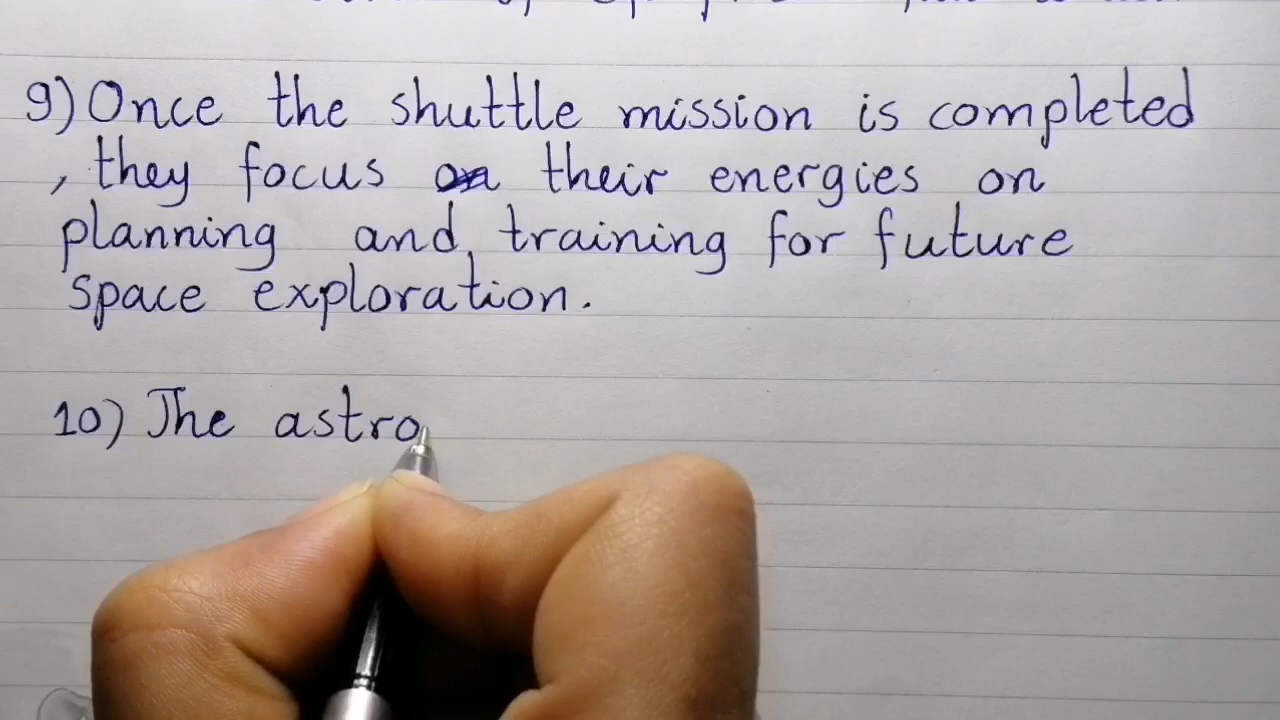 9) Once the shuttle mission is completed
, they focus their energies on
planning and training for future
space exploration.
10) The astro